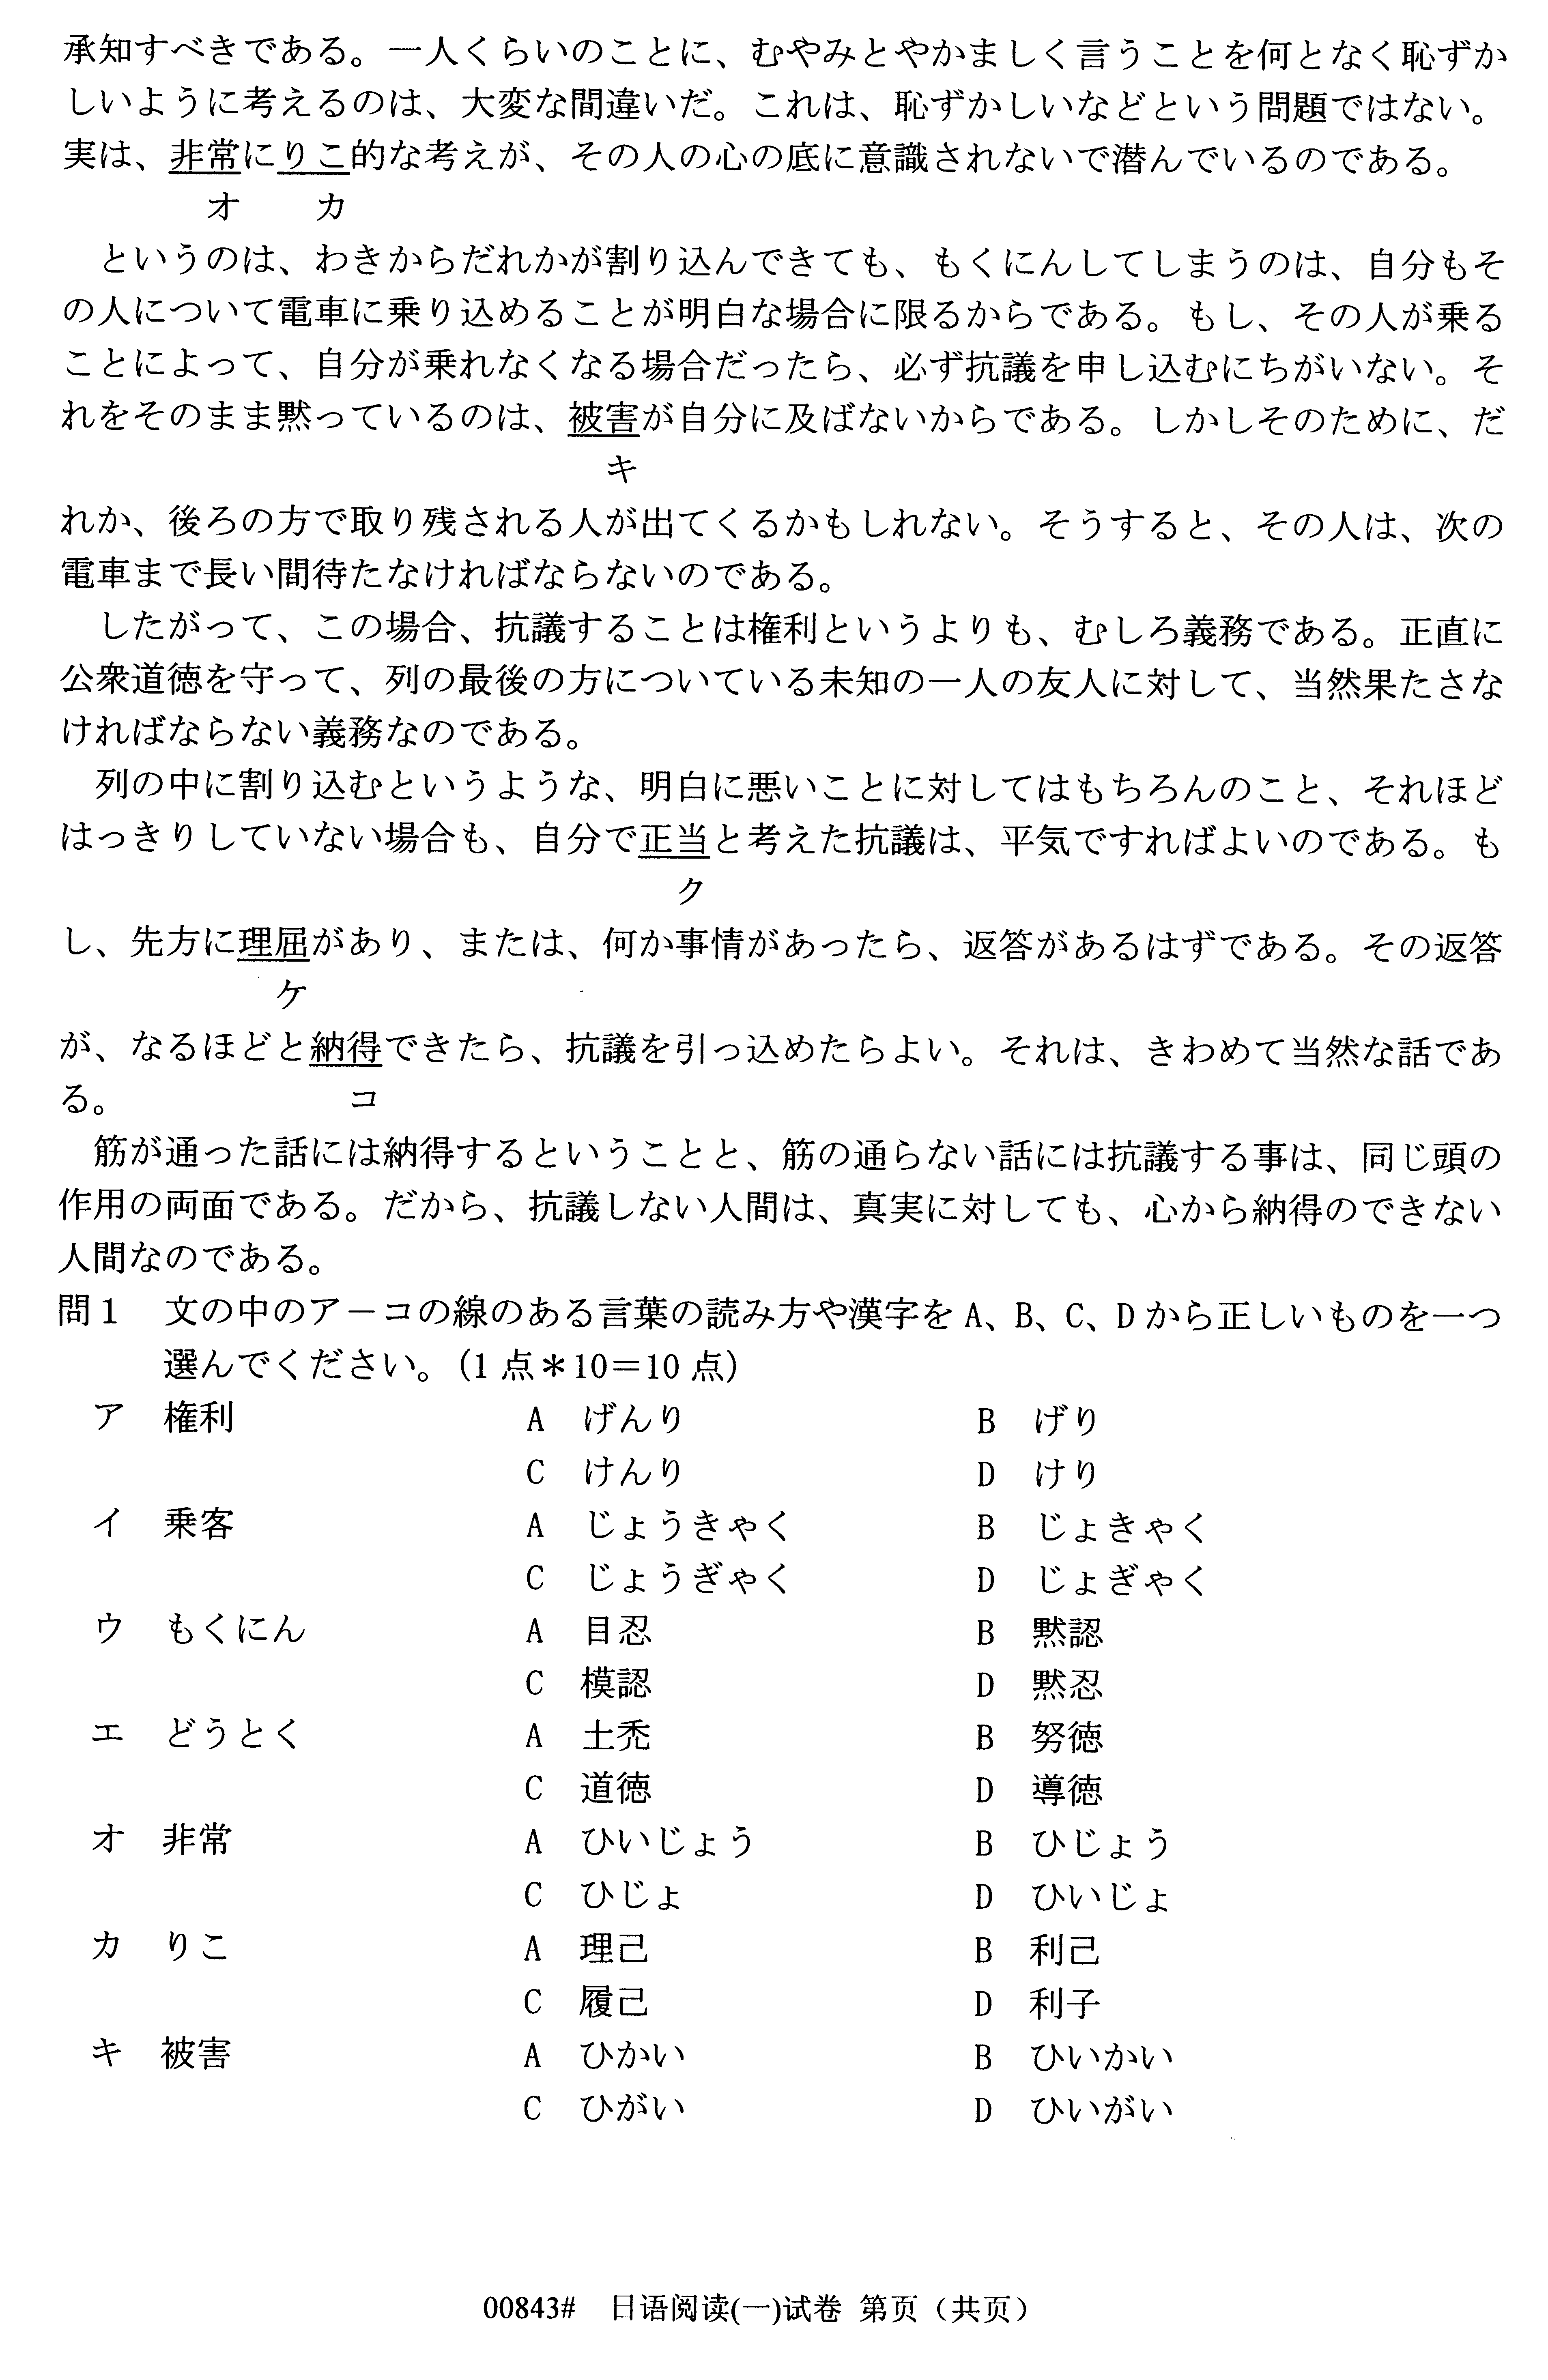 承知すべきである。一人くらいのことに、むやみとやかましく言うことを何となく恥ずか
しいように考えるのは、大変な間違いだ。これは、恥ずかしいなどという問題ではない。
実は、非常にりこ的な考えが、その人の心の底に意識されないで潜んでいるのである。
オ カ
というのは、わきからだれかが割り込んできても、もくにんしてしまうのは、自分もそ
の人について電車に乗り込めることが明白な場合に限るからである。もし、その人が乗る
ことによって、自分が乗れなくなる場合だったら、必ず抗議を申し込むにちがいない。そ
れをそのまま黙っているのは、被害が自分に及ばないからである。しかしそのために、だ
キ
れか、後ろの方で取り残される人が出てくるかもしれない。そうすると、その人は、次の
電車まで長い間待たなければならないのである。
したがって、この場合、抗議することは権利というよりも、むしろ義務である。正直に
公衆道徳を守って、列の最後の方についている未知の一人の友人に対して、当然果たさな
ければならない義務なのである。
列の中に割り込むというような、明白に悪いことに対してはもちろんのこと、それほど
はっきりしていない場合も、自分で正当と考えた抗議は、平気ですればよいのである。も
ク
し、先方に理屈があり、または、何か事情があったら、返答があるはずである。その返答
ケ
が、なるほどと納得できたら、抗議を引っ込めたらよい。それは、きわめて当然な話であ
る。 コ
筋が通った話には納得するということと、筋の通らない話には抗議する事は、同じ頭の
作用の両面である。だから、抗議しない人間は、真実に対しても、心から納得のできない
人間なのである。
問1 文の中のア－コの線のある言葉の読み方や漢字を A、B、C、D から正しいものを一つ
選んでください。(1 点＊10＝10 点)
ア 権利 A げんり B げり
C けんり D けり
イ 乗客 A じょうきゃく B じょきゃく
C じょうぎゃく D じょぎゃく
ウ もくにん A 目忍 B 黙認
C 模認 D 黙忍
エ どうとく A 土禿 B 努徳
C 道徳 D 導徳
オ 非常 A ひいじょう B ひじょう
C ひじょ D ひいじょ
カ りこ A 理己 B 利己
C 履己 D 利子
キ 被害 A ひかい B ひいかい
C ひがい D ひいがい
00843# 日语阅读(一)试卷 第页（共页）